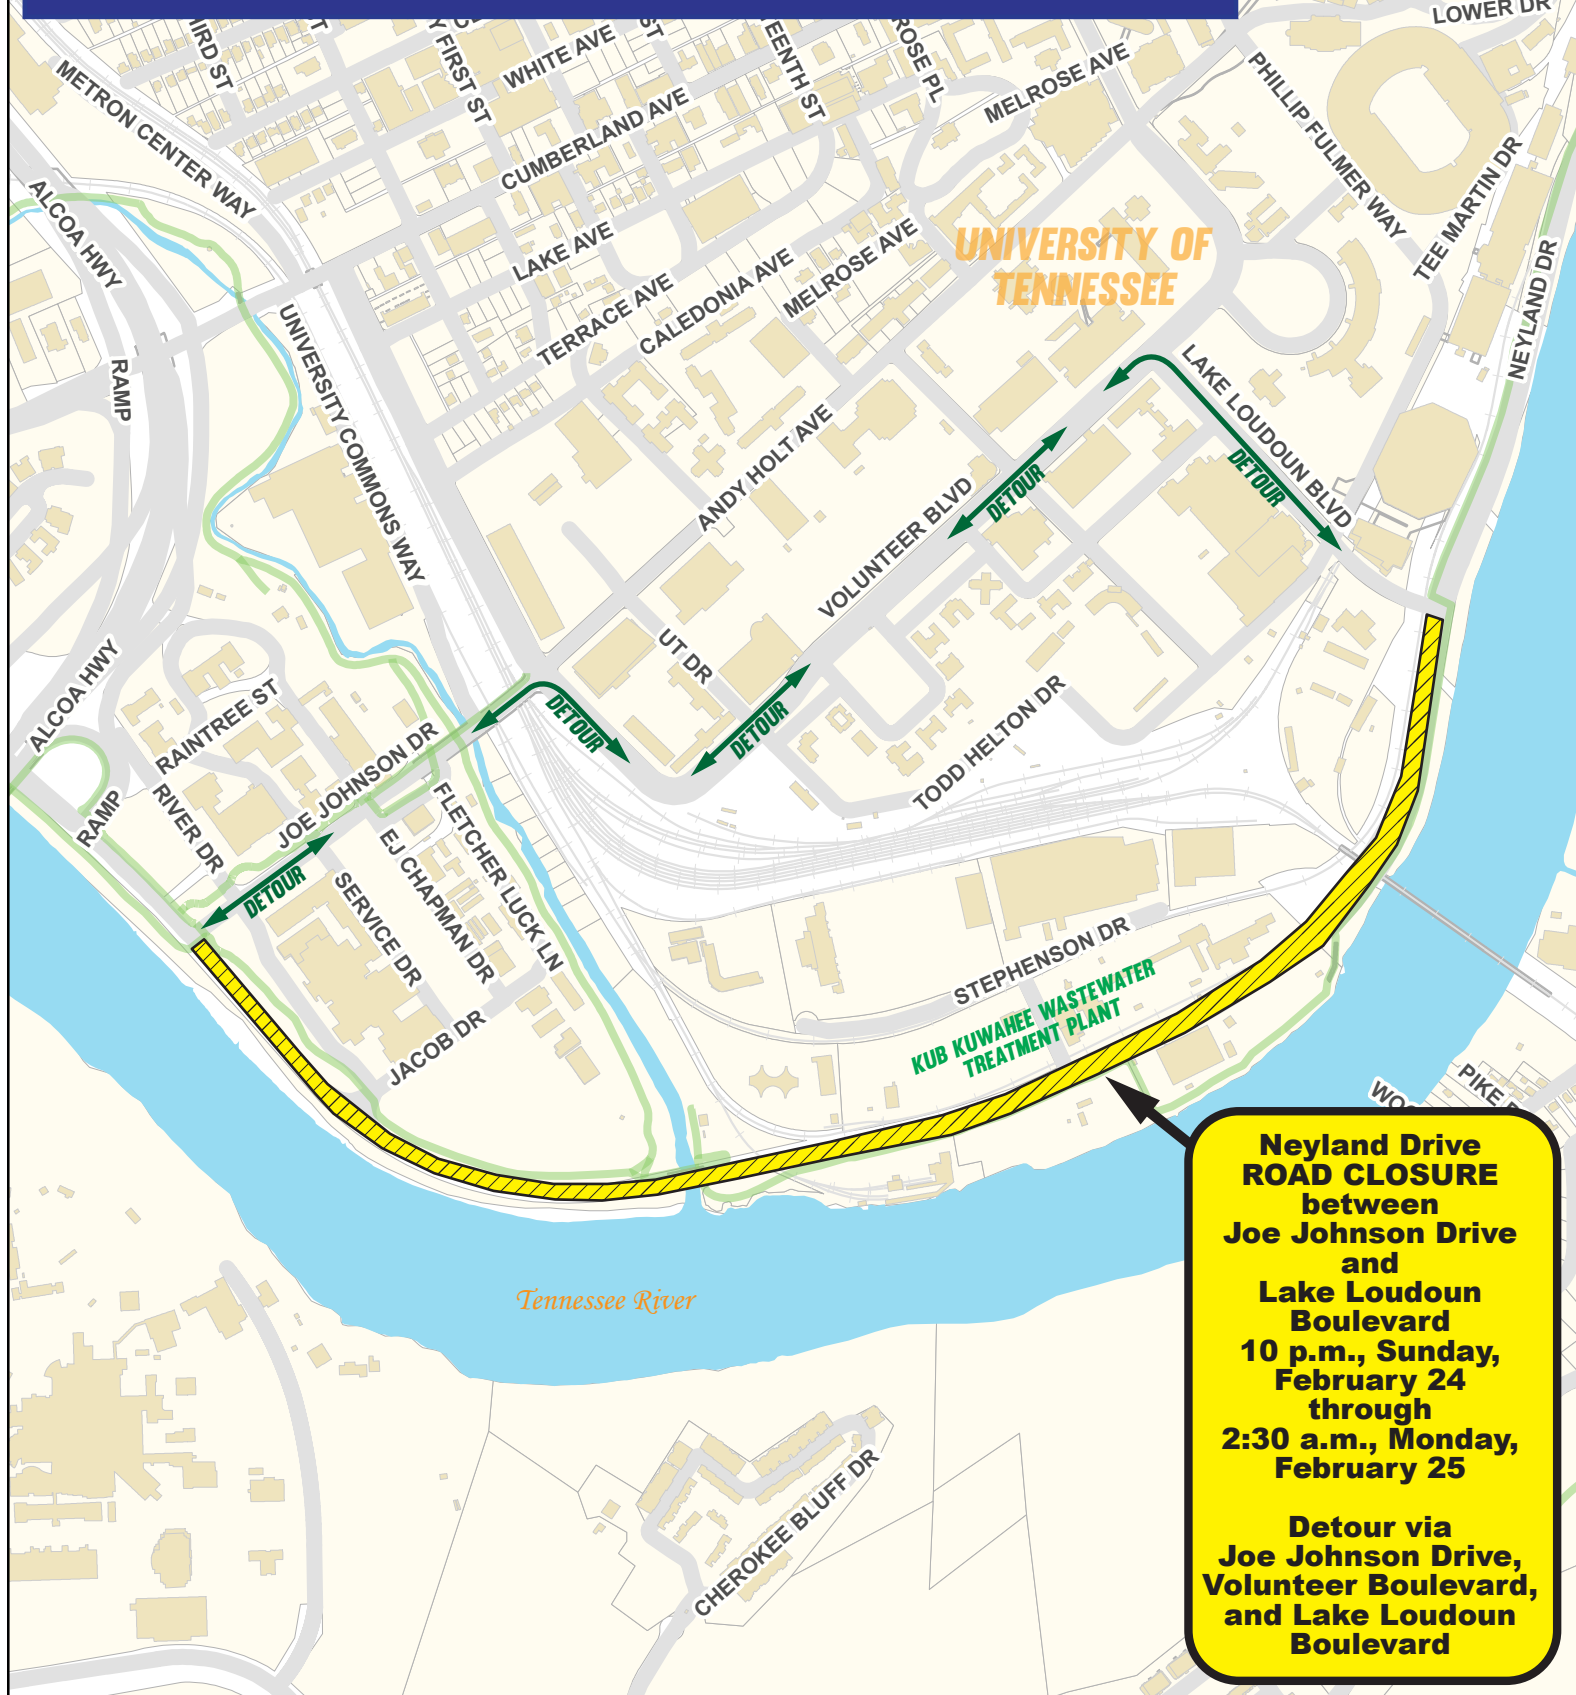 LOWER DR
WHITE AVE
METRON CENTER WAY
CUMBERLAND AVE
MELROSE AVE
PHILLIP FULMER WAY
TEE MARTIN DR
ALCOA HWY
LAKE AVE
UNIVERSITY OF
TENNESSEE
NEYLAND DR
TERRACE AVE
CALEDONIA AVE
MELROSE AVE
UNIVERSITY COMMONS WAY
RAMP
LAKE LOUDOUN BLVD
ANDY HOLT AVE
VOLUNTEER BLVD
DETOUR
DETOUR
UT DR
ALCOA HWY
RAINTREE ST
JOE JOHNSON DR
DETOUR
DETOUR
TODD HELTON DR
RAMP
RIVER DR
DETOUR
SERVICE DR
EJ CHAPMAN DR
FLETCHER LUCK LN
JACOB DR
STEPHENSON DR
KUB KUWAHEE WASTEWATER
TREATMENT PLANT
PIKE
Tennessee River
CHEROKEE BLUFF DR
Neyland Drive
ROAD CLOSURE
between
Joe Johnson Drive
and
Lake Loudoun
Boulevard
10 p.m., Sunday,
February 24
through
2:30 a.m., Monday,
February 25
Detour via
Joe Johnson Drive,
Volunteer Boulevard,
and Lake Loudoun
Boulevard